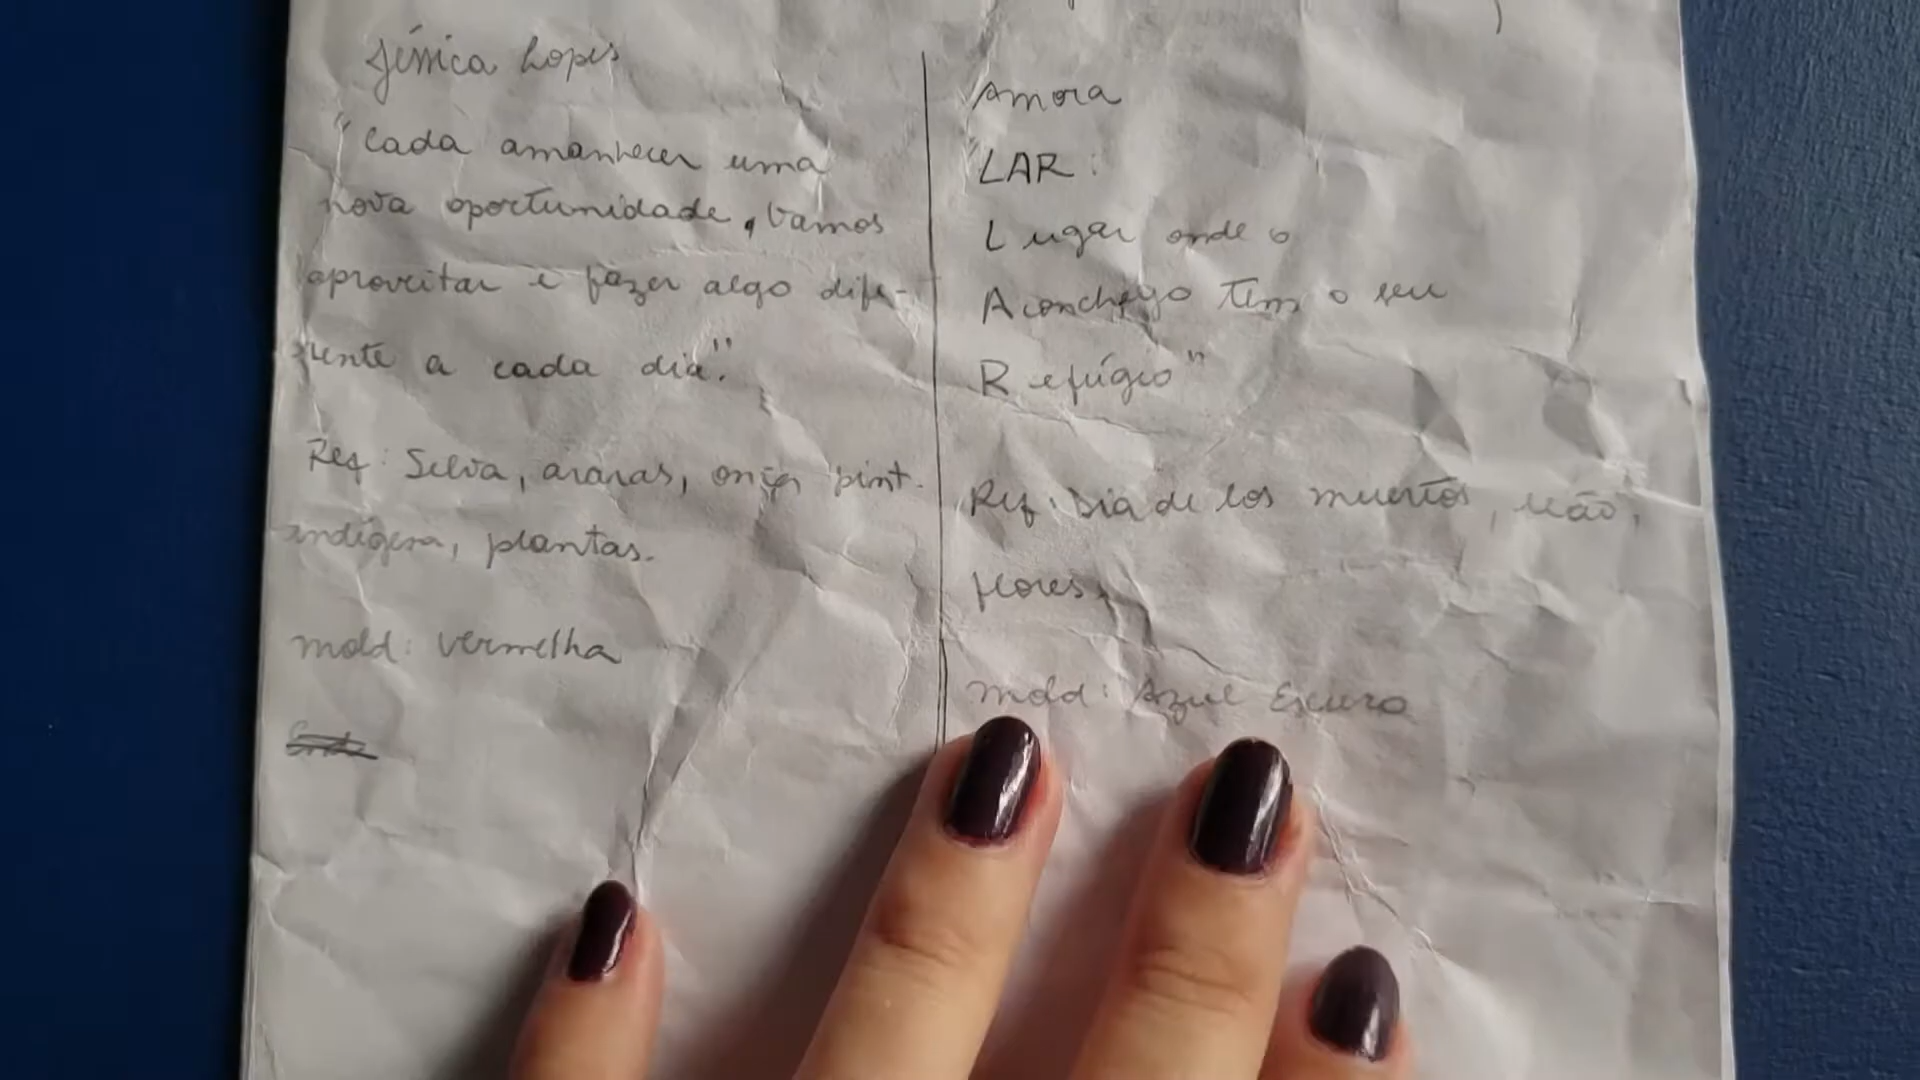 Jéssica Lopes
"Cada amanhecer uma
nova oportunidade, vamos
aproveitar e fazer algo dife-
rente a cada dia."
Ref: Selva, araras, onça pint.
indígena, plantas.
mold: vermelha
Amora
"LAR:
Lugar onde o
Aconchego Tem o seu
Refúgio"
Ref: Dia de los muertos, leão,
flores,
mold: Azul Escuro